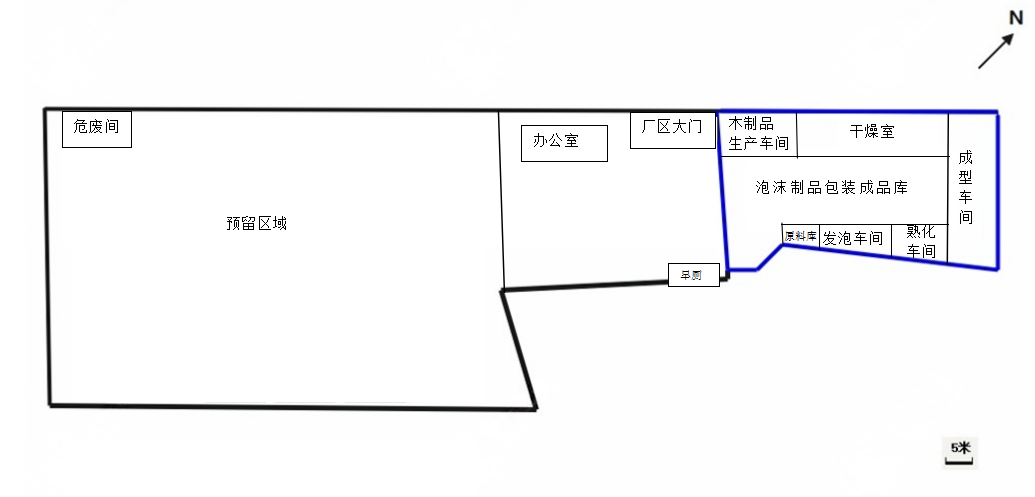 N
危废间
办公室
厂区大门
木制品
生产车间
干燥室
成
型
车
间
泡沫制品包装成品库
预留区域
原料库
发泡车间
熟化
车间
旱厕
5米